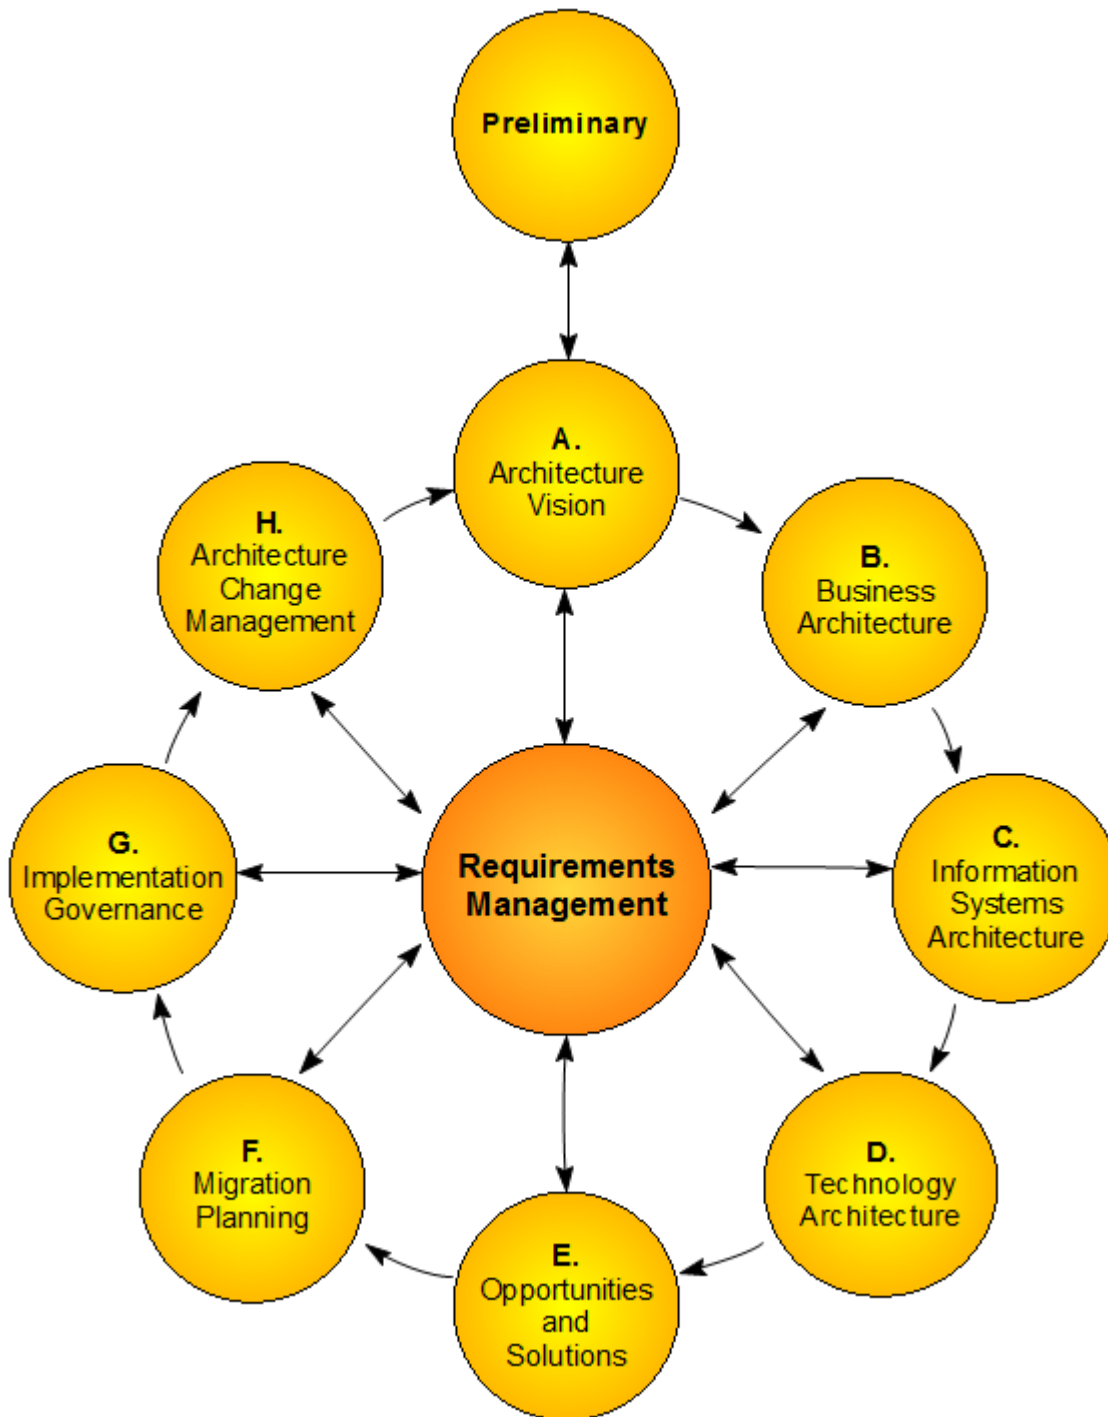 Preliminary
A.
Architecture
Vision
B.
Business
Architecture
C.
Information
Systems
Architecture
D.
Technology
Architecture
E.
Opportunities
and
Solutions
F.
Migration
Planning
G.
Implementation
Governance
H.
Architecture
Change
Management
Requirements
Management